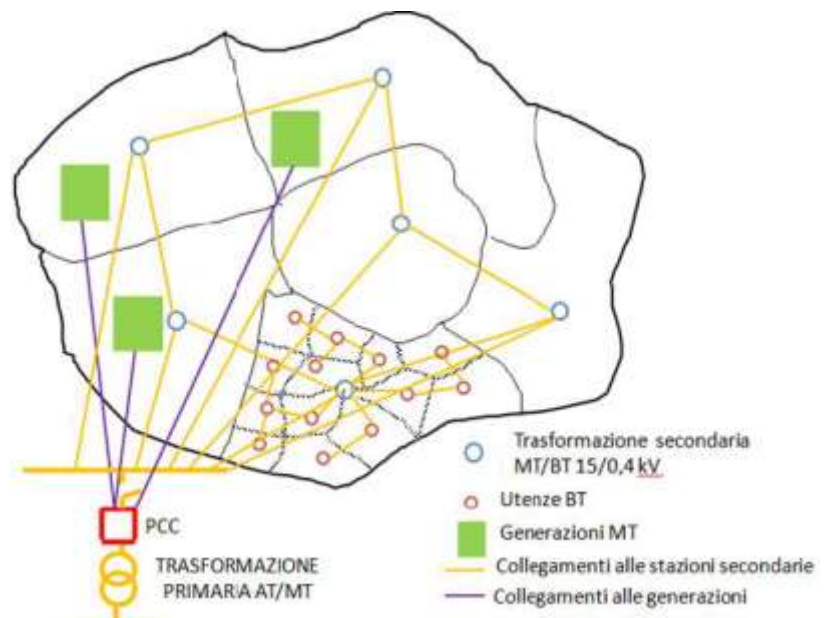 Trasformazione secondaria
MT/BT 15/0,4 kV
Utenze BT
Generazioni MT
Collegamenti alle stazioni secondarie
Collegamenti alle generazioni
PCC
TRASFORMAZIONE
PRIMARIA AT/MT